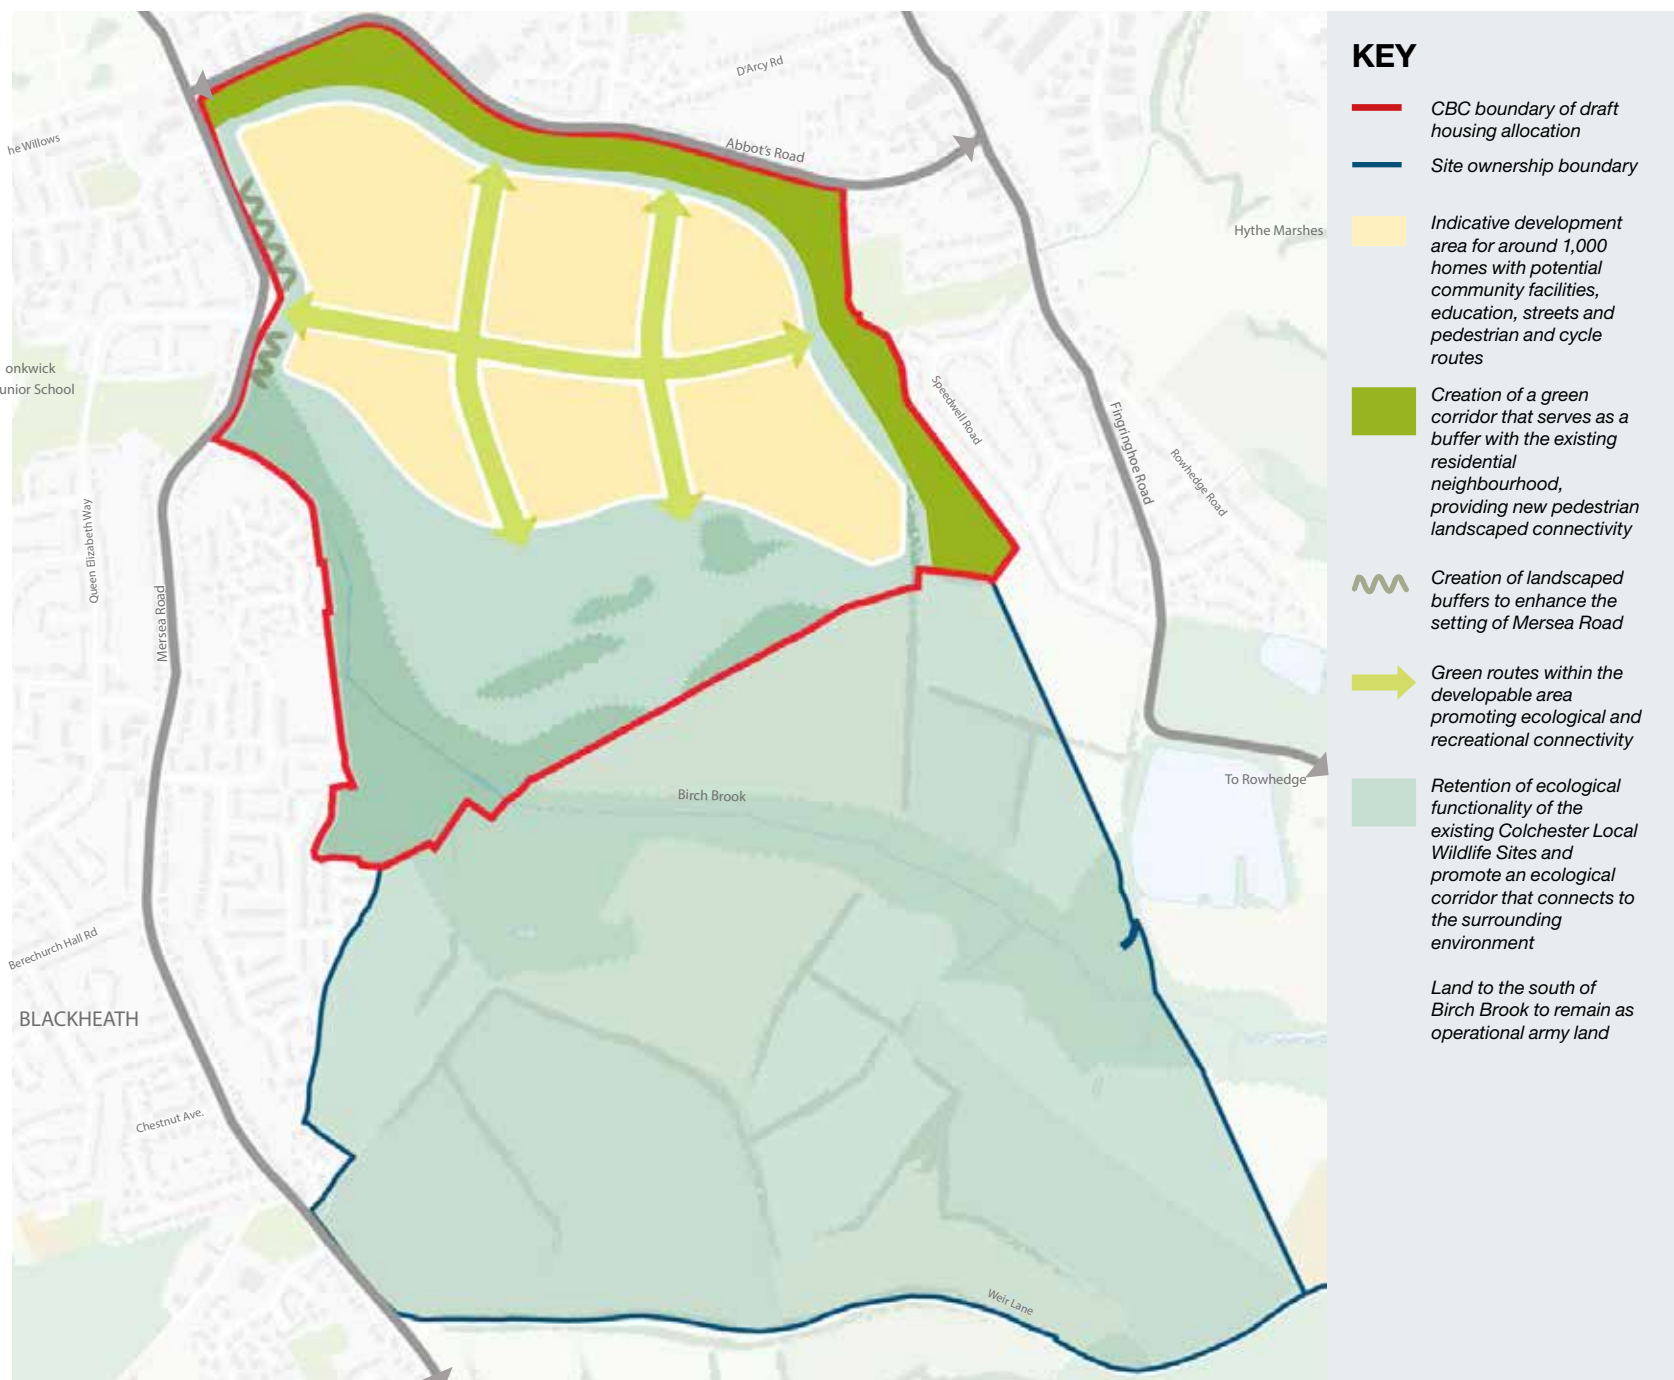 D'Arcy Rd
Abbot's Road
he Willows
Hythe Marshes
onkwick
unior School
Speedwell Road
Fingringhoe Road
Rowhedge Road
Queen Elizabeth Way
Mersea Road
To Rowhedge
Birch Brook
Berechurch Hall Rd
BLACKHEATH
Chestnut Ave.
Weir Lane
KEY
CBC boundary of draft
housing allocation
Site ownership boundary
Indicative development
area for around 1,000
homes with potential
community facilities,
education, streets and
pedestrian and cycle
routes
Creation of a green
corridor that serves as a
buffer with the existing
residential
neighbourhood,
providing new pedestrian
landscaped connectivity
Creation of landscaped
buffers to enhance the
setting of Mersea Road
Green routes within the
developable area
promoting ecological and
recreational connectivity
Retention of ecological
functionality of the
existing Colchester Local
Wildlife Sites and
promote an ecological
corridor that connects to
the surrounding
environment
Land to the south of
Birch Brook to remain as
operational army land